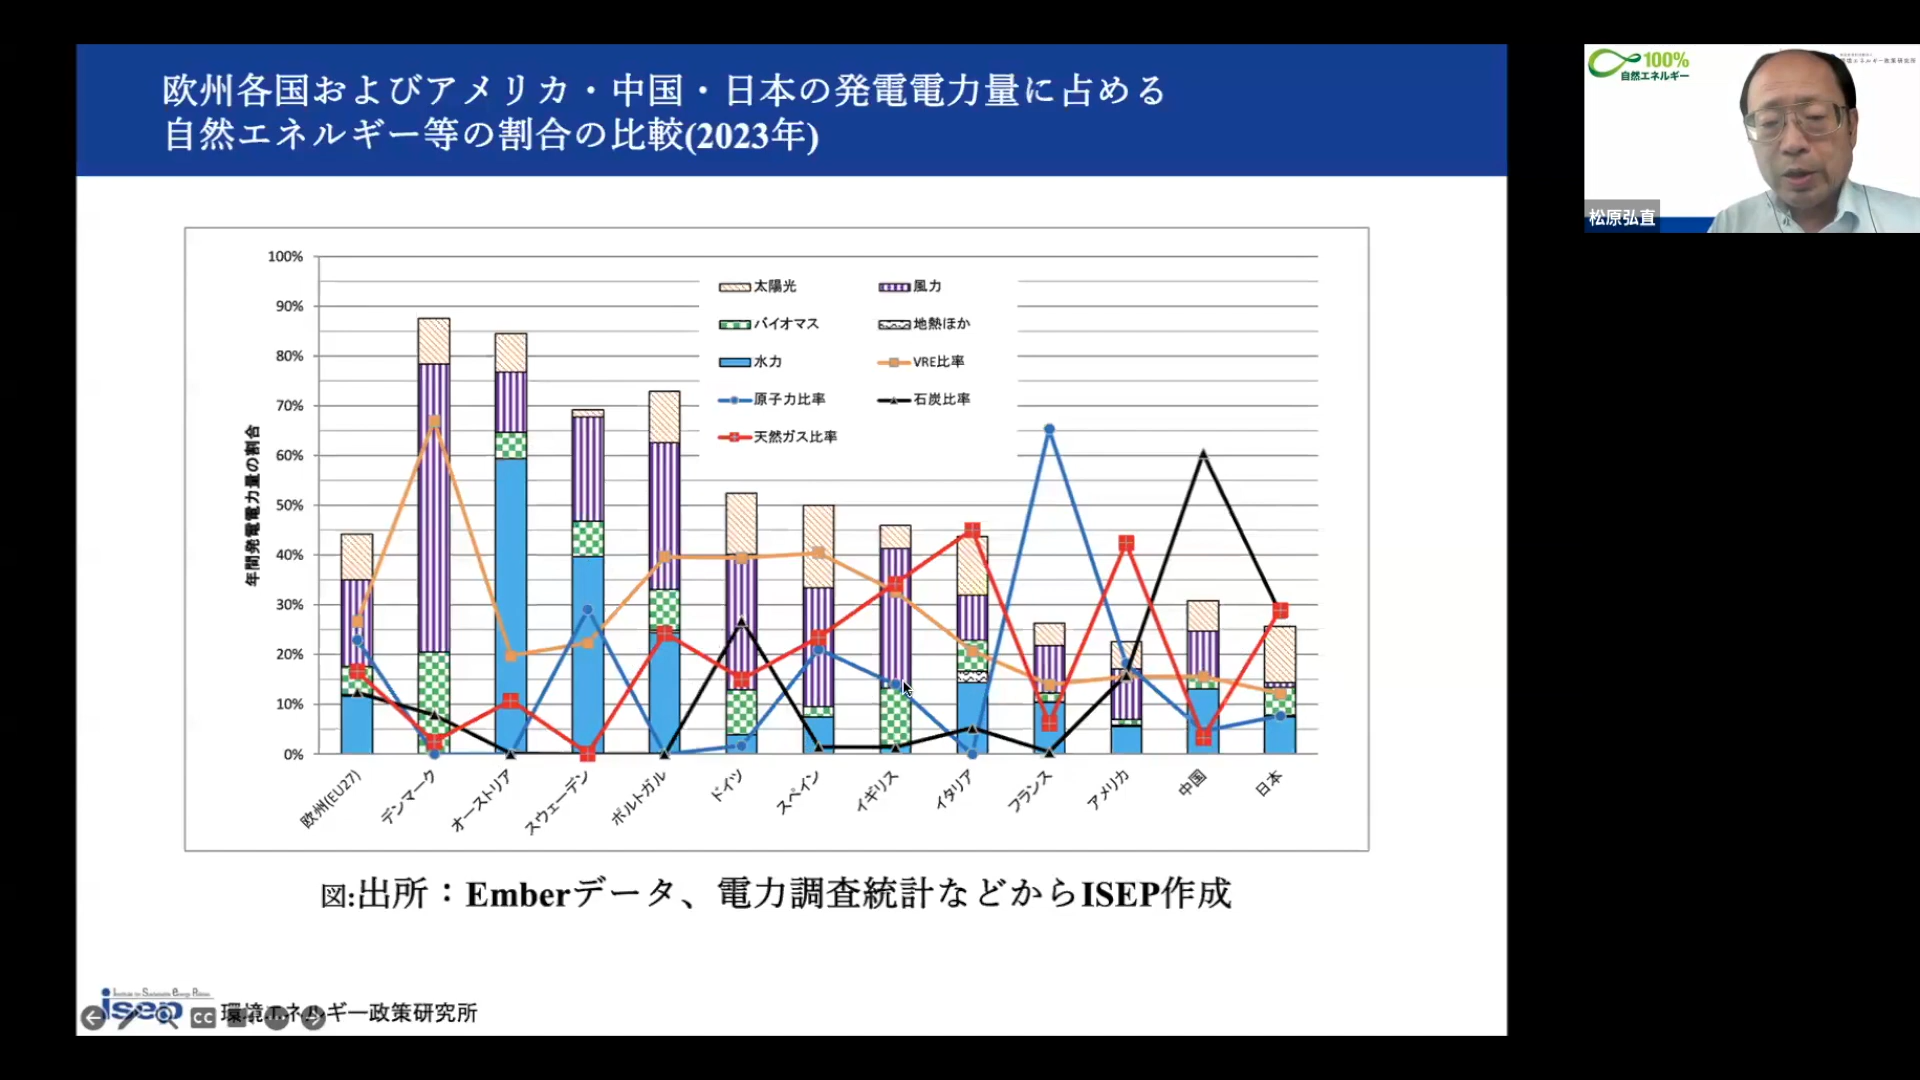 欧州各国およびアメリカ・中国・日本の発電電力量に占める
自然エネルギー等の割合の比較(2023年)
100%
自然エネルギー
松原弘直
年間発電電力量の割合
100%
90%
80%
70%
60%
50%
40%
30%
20%
10%
0%
太陽光
風力
バイオマス
地熱ほか
水力
VRE比率
原子力比率
石炭比率
天然ガス比率
欧州(EU27)
デンマーク
オーストリア
スウェーデン
ポルトガル
ドイツ
スペイン
イギリス
イタリア
フランス
アメリカ
中国
日本
図:出所：Emberデータ、電力調査統計などからISEP作成
Institute for Sustainable Energy Policies
isep
CC
環境エネルギー政策研究所